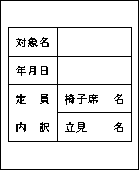 対象名
年月日
定員 椅子席 名
内訳 立見 名